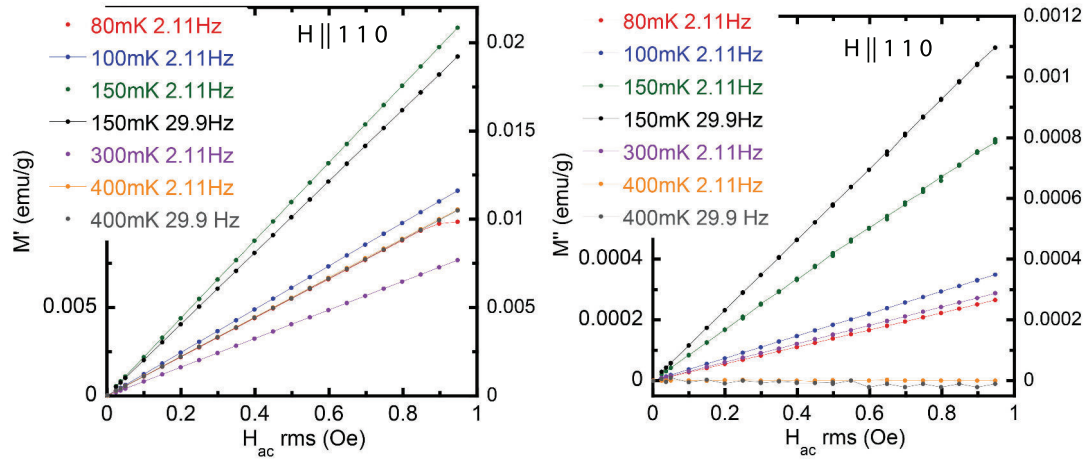 80mK 2.11Hz
100mK 2.11Hz
150mK 2.11Hz
150mK 29.9Hz
300mK 2.11Hz
400mK 2.11Hz
400mK 29.9 Hz
H || 1 1 0
M' (emu/g)
0.005
0
0.02
0.015
0.01
0.005
0
0 0.2 0.4 0.6 0.8 1
H_ac rms (Oe)
80mK 2.11Hz
100mK 2.11Hz
150mK 2.11Hz
150mK 29.9Hz
300mK 2.11Hz
400mK 2.11Hz
400mK 29.9Hz
H || 1 1 0
M'' (emu/g)
0.0004
0.0002
0
0.0012
0.001
0.0008
0.0006
0.0004
0.0002
0
0 0.2 0.4 0.6 0.8 1
H_ac rms (Oe)